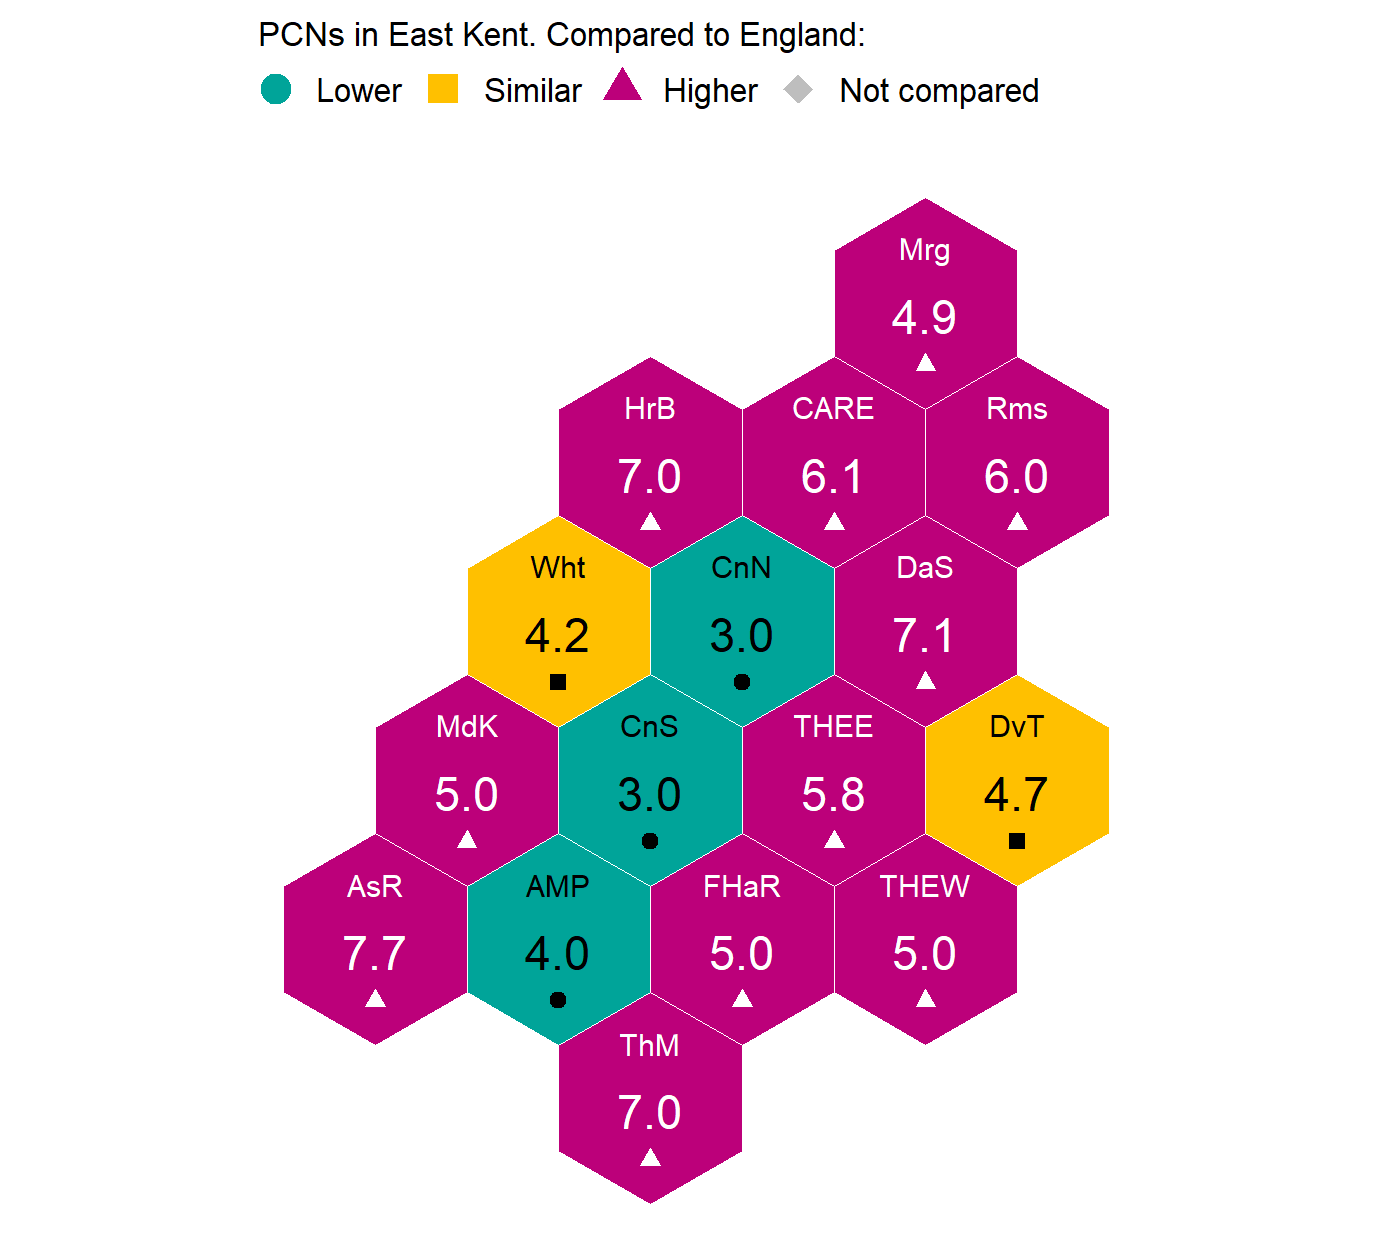 PCNs in East Kent. Compared to England:
Lower Similar Higher Not compared
Mrg
4.9
HrB CARE Rms
7.0 6.1 6.0
Wht CnN DaS
4.2 3.0 7.1
MdK CnS THEE DvT
5.0 3.0 5.8 4.7
AsR AMP FHaR THEW
7.7 4.0 5.0 5.0
ThM
7.0